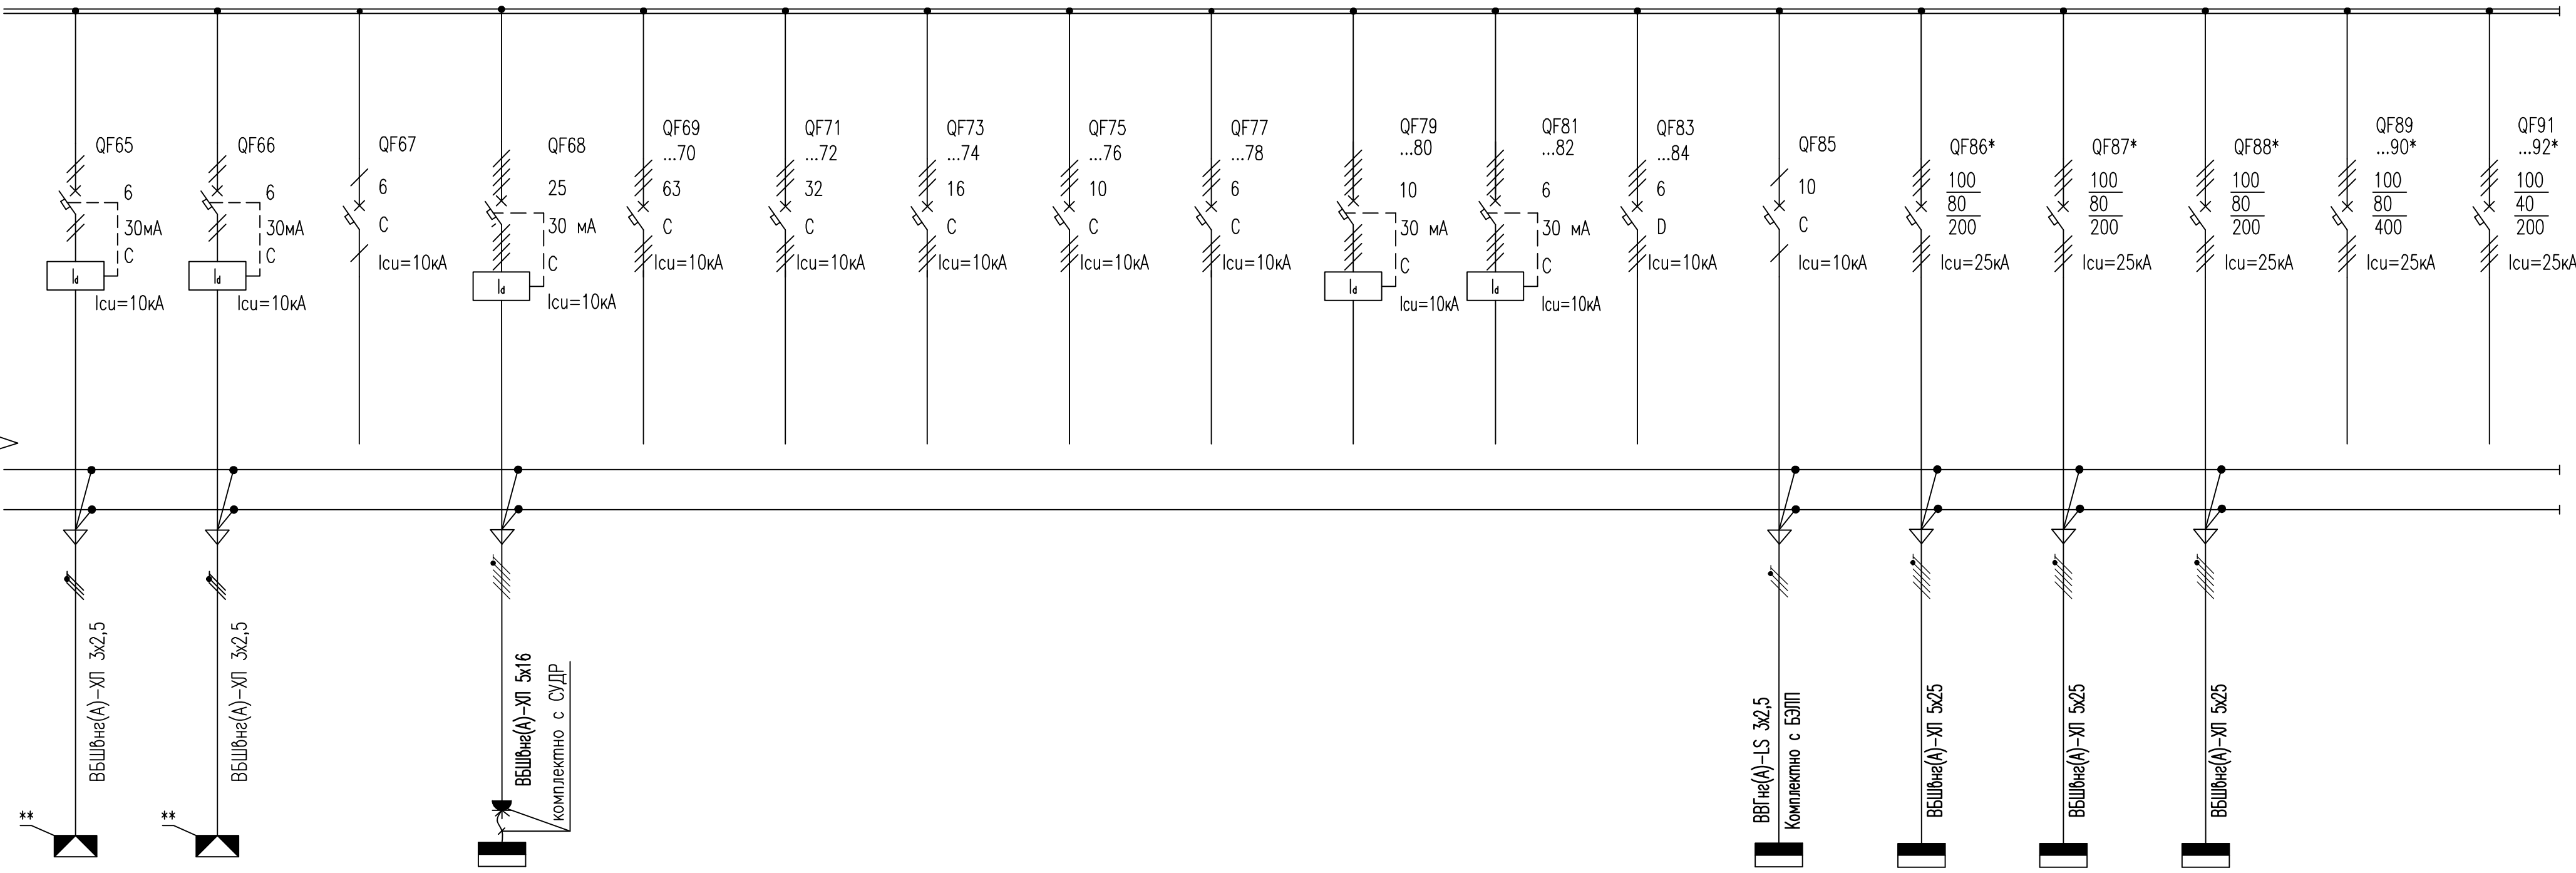 QF65
6
30мА
C
Id
Icu=10кА
QF66
6
30мА
C
Id
Icu=10кА
QF67
6
C
Icu=10кА
QF68
25
30 мА
C
Id
Icu=10кА
QF69
...70
63
C
Icu=10кА
QF71
...72
32
C
Icu=10кА
QF73
...74
16
C
Icu=10кА
QF75
...76
10
C
Icu=10кА
QF77
...78
6
C
Icu=10кА
QF79
...80
10
30 мА
C
Id
Icu=10кА
QF81
...82
6
30 мА
C
Id
Icu=10кА
QF83
...84
6
D
Icu=10кА
QF85
10
C
Icu=10кА
QF86*
100
80
200
Icu=25кА
QF87*
100
80
200
Icu=25кА
QF88*
100
80
200
Icu=25кА
QF89
...90*
100
80
400
Icu=25кА
QF91
...92*
100
40
200
Icu=25кА
ВБШвнг(А)-ХЛ 3х2,5
**
ВБШвнг(А)-ХЛ 3х2,5
**
ВБШвнг(А)-ХЛ 5х16
комплектно с СУДР
ВВГнг(А)-LS 3х2,5
Комплектно с БЭЛП
ВБШвнг(А)-ХЛ 5х25
ВБШвнг(А)-ХЛ 5х25
ВБШвнг(А)-ХЛ 5х25